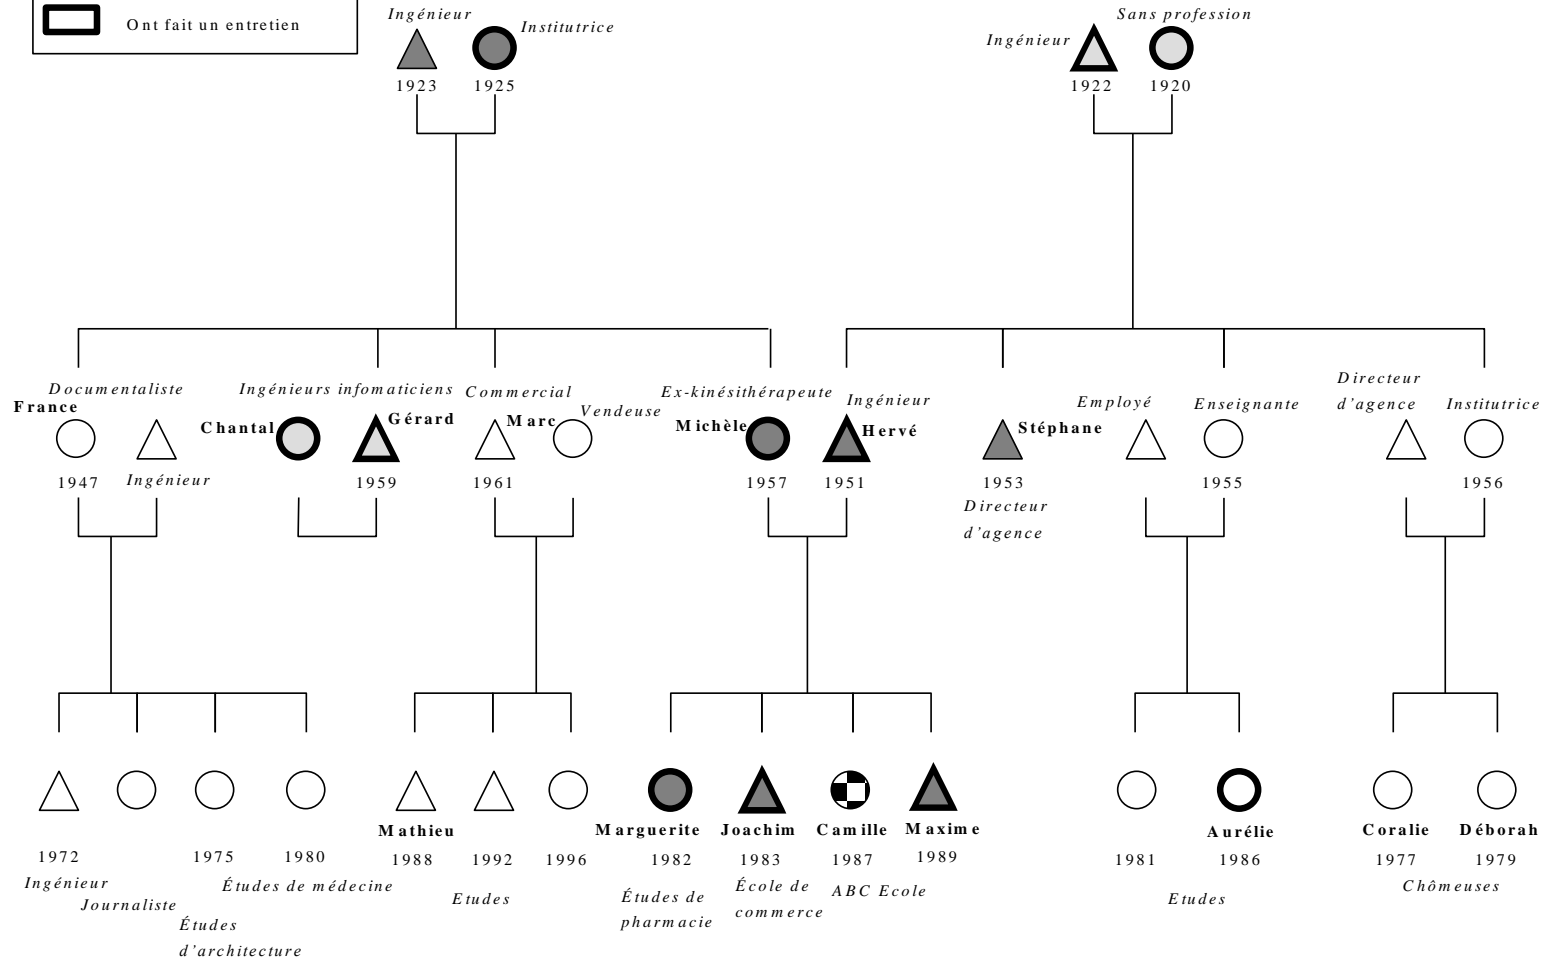 Ont fait un entretien
Ingénieur
Institutrice
1923
1925
Sans profession
Ingénieur
1922
1920
Documentaliste
France
1947
Ingénieur
Ingénieurs infomaticiens
Chantal
Gérard
1959
Commercial
Marc
Vendeuse
1961
Ex-kinésithérapeute
Michèle
1957
Ingénieur
Hervé
1951
Stéphane
1953
Directeur
d'agence
Employé
Enseignante
1955
Directeur
d'agence
Institutrice
1956
1972
Ingénieur
Journaliste
1975
Études
d'architecture
1980
Études de médecine
Mathieu
1988
1992
1996
Etudes
Marguerite
1982
Études de
pharmacie
Joachim
1983
École de
commerce
Camille
1987
ABC Ecole
Maxime
1989
1981
Aurélie
1986
Etudes
Coralie
1977
Déborah
1979
Chômeuses